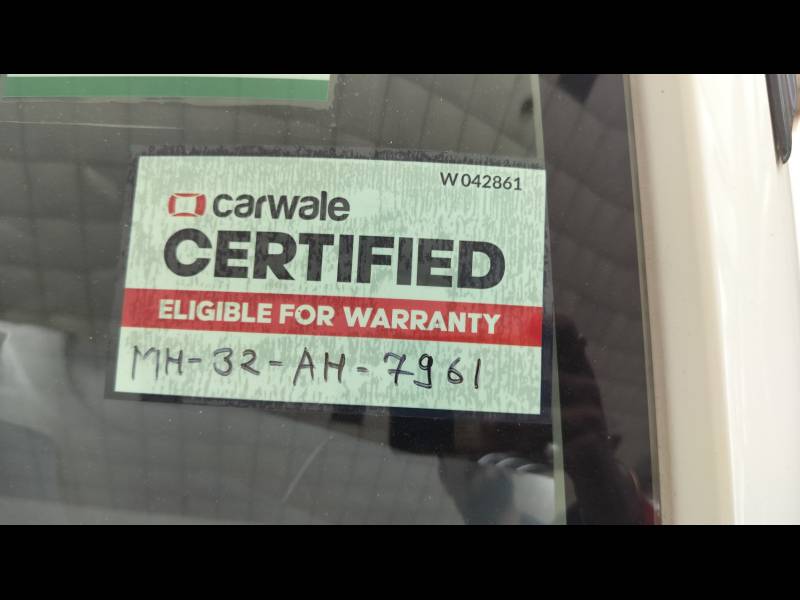 W 042861
carwale
CERTIFIED
ELIGIBLE FOR WARRANTY
MH-32-AH-7961